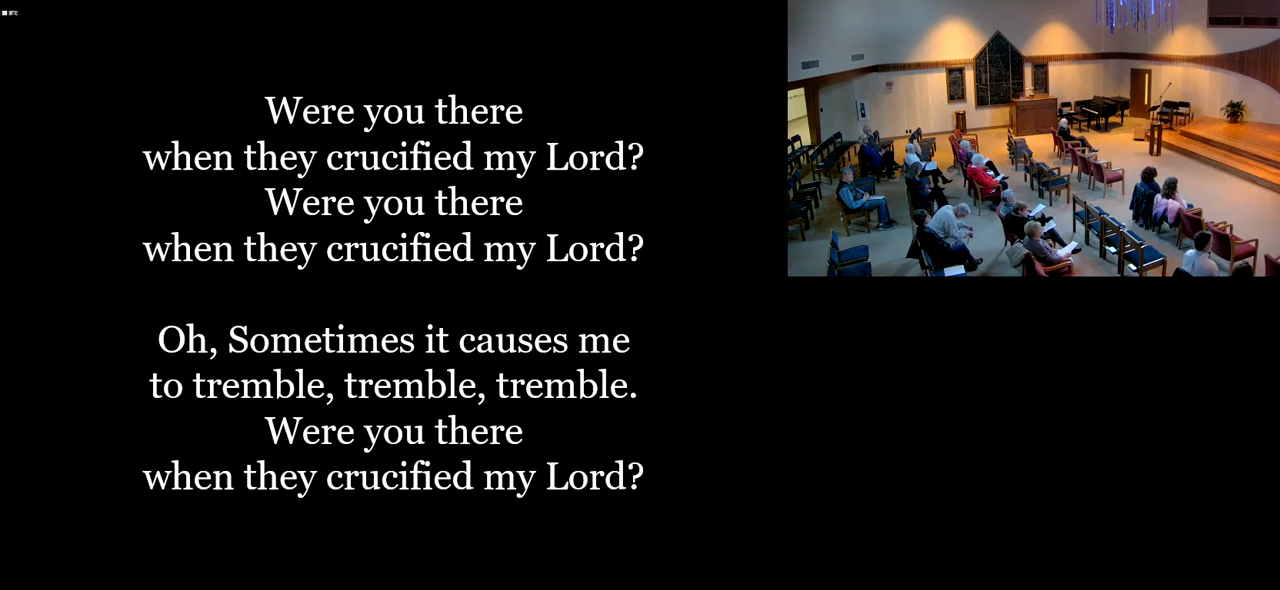 Were you there
when they crucified my Lord?
Were you there
when they crucified my Lord?
Oh, Sometimes it causes me
to tremble, tremble, tremble.
Were you there
when they crucified my Lord?